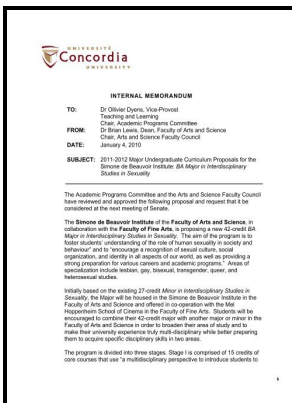 UNIVERSITÉ
Concordia
UNIVERSITY
INTERNAL MEMORANDUM
TO: Dr Ollivier Dyens, Vice-Provost
Teaching and Learning
Chair, Academic Programs Committee
FROM: Dr Brian Lewis, Dean, Faculty of Arts and Science
Chair, Arts and Science Faculty Council
DATE: January 4, 2010
SUBJECT: 2011-2012 Major Undergraduate Curriculum Proposals for the
Simone de Beauvoir Institute: BA Major in Interdisciplinary
Studies in Sexuality
The Academic Programs Committee and the Arts and Science Faculty Council
have reviewed and approved the following proposal and request that it be
considered at the next meeting of Senate.
The Simone de Beauvoir Institute of the Faculty of Arts and Science, in
collaboration with the Faculty of Fine Arts, is proposing a new 42-credit BA
Major in Interdisciplinary Studies in Sexuality. The aim of the program is to
foster students' understanding of the role of human sexuality in society and
behaviour" and to "encourage a recognition of sexual culture, social
organization, and identity in all aspects of our world, as well as providing a
strong preparation for various careers and academic programs." Areas of
specialization include lesbian, gay, bisexual, transgender, queer, and
heterosexual studies.
Initially based on the existing 27-credit Minor in Interdisciplinary Studies in
Sexuality, the Major will be housed in the Simone de Beauvoir Institute in the
Faculty of Arts and Science and offered in co-operation with the Mel
Hoppenheim School of Cinema in the Faculty of Fine Arts. Students will be
encouraged to combine their 42-credit major with another major or minor in the
Faculty of Arts and Science in order to broaden their area of study and to
make their university experience truly multi-disciplinary while better preparing
them to acquire specific disciplinary skills in two areas.
The program is divided into three stages. Stage I is comprised of 15 credits of
core courses that use "a multidisciplinary perspective to introduce students to